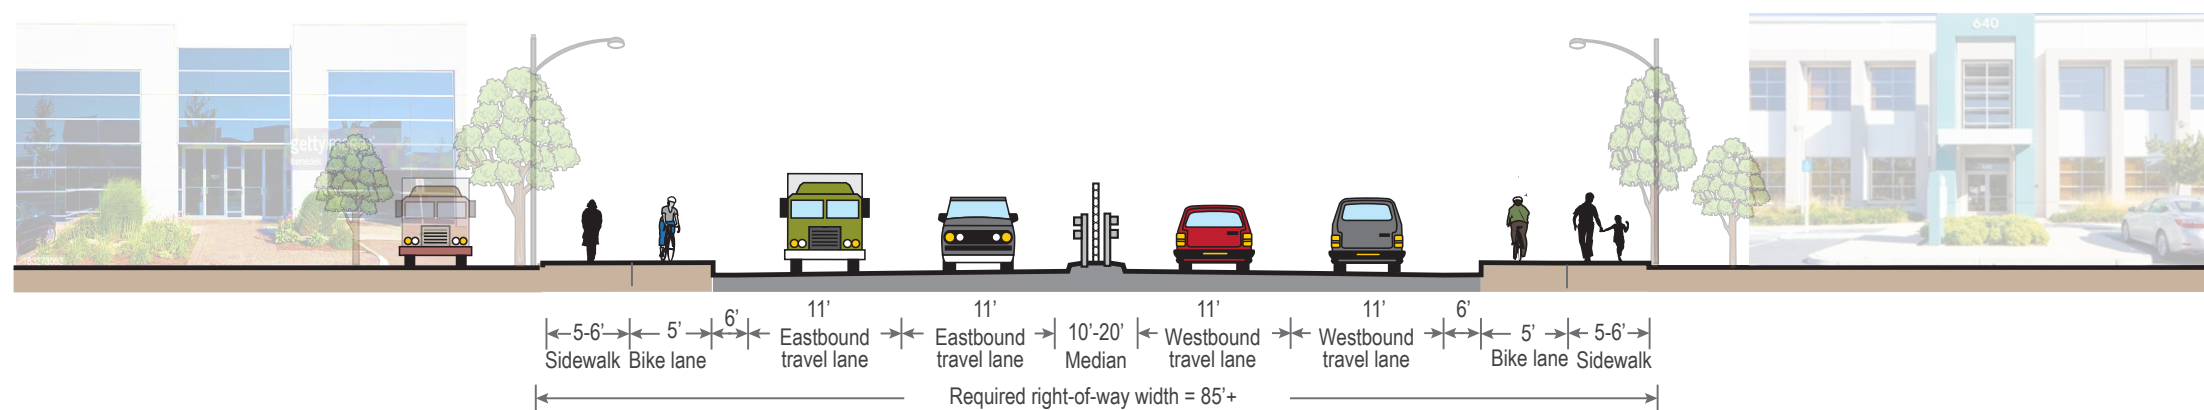 640
getty
benedek
11’
11’
11’
11’
5-6’
5’
6’
Eastbound
travel lane
Eastbound
travel lane
10’-20’
Westbound
travel lane
Westbound
travel lane
6’
5’
5-6’
Sidewalk
Bike lane
Median
Bike lane
Sidewalk
Required right-of-way width = 85’+